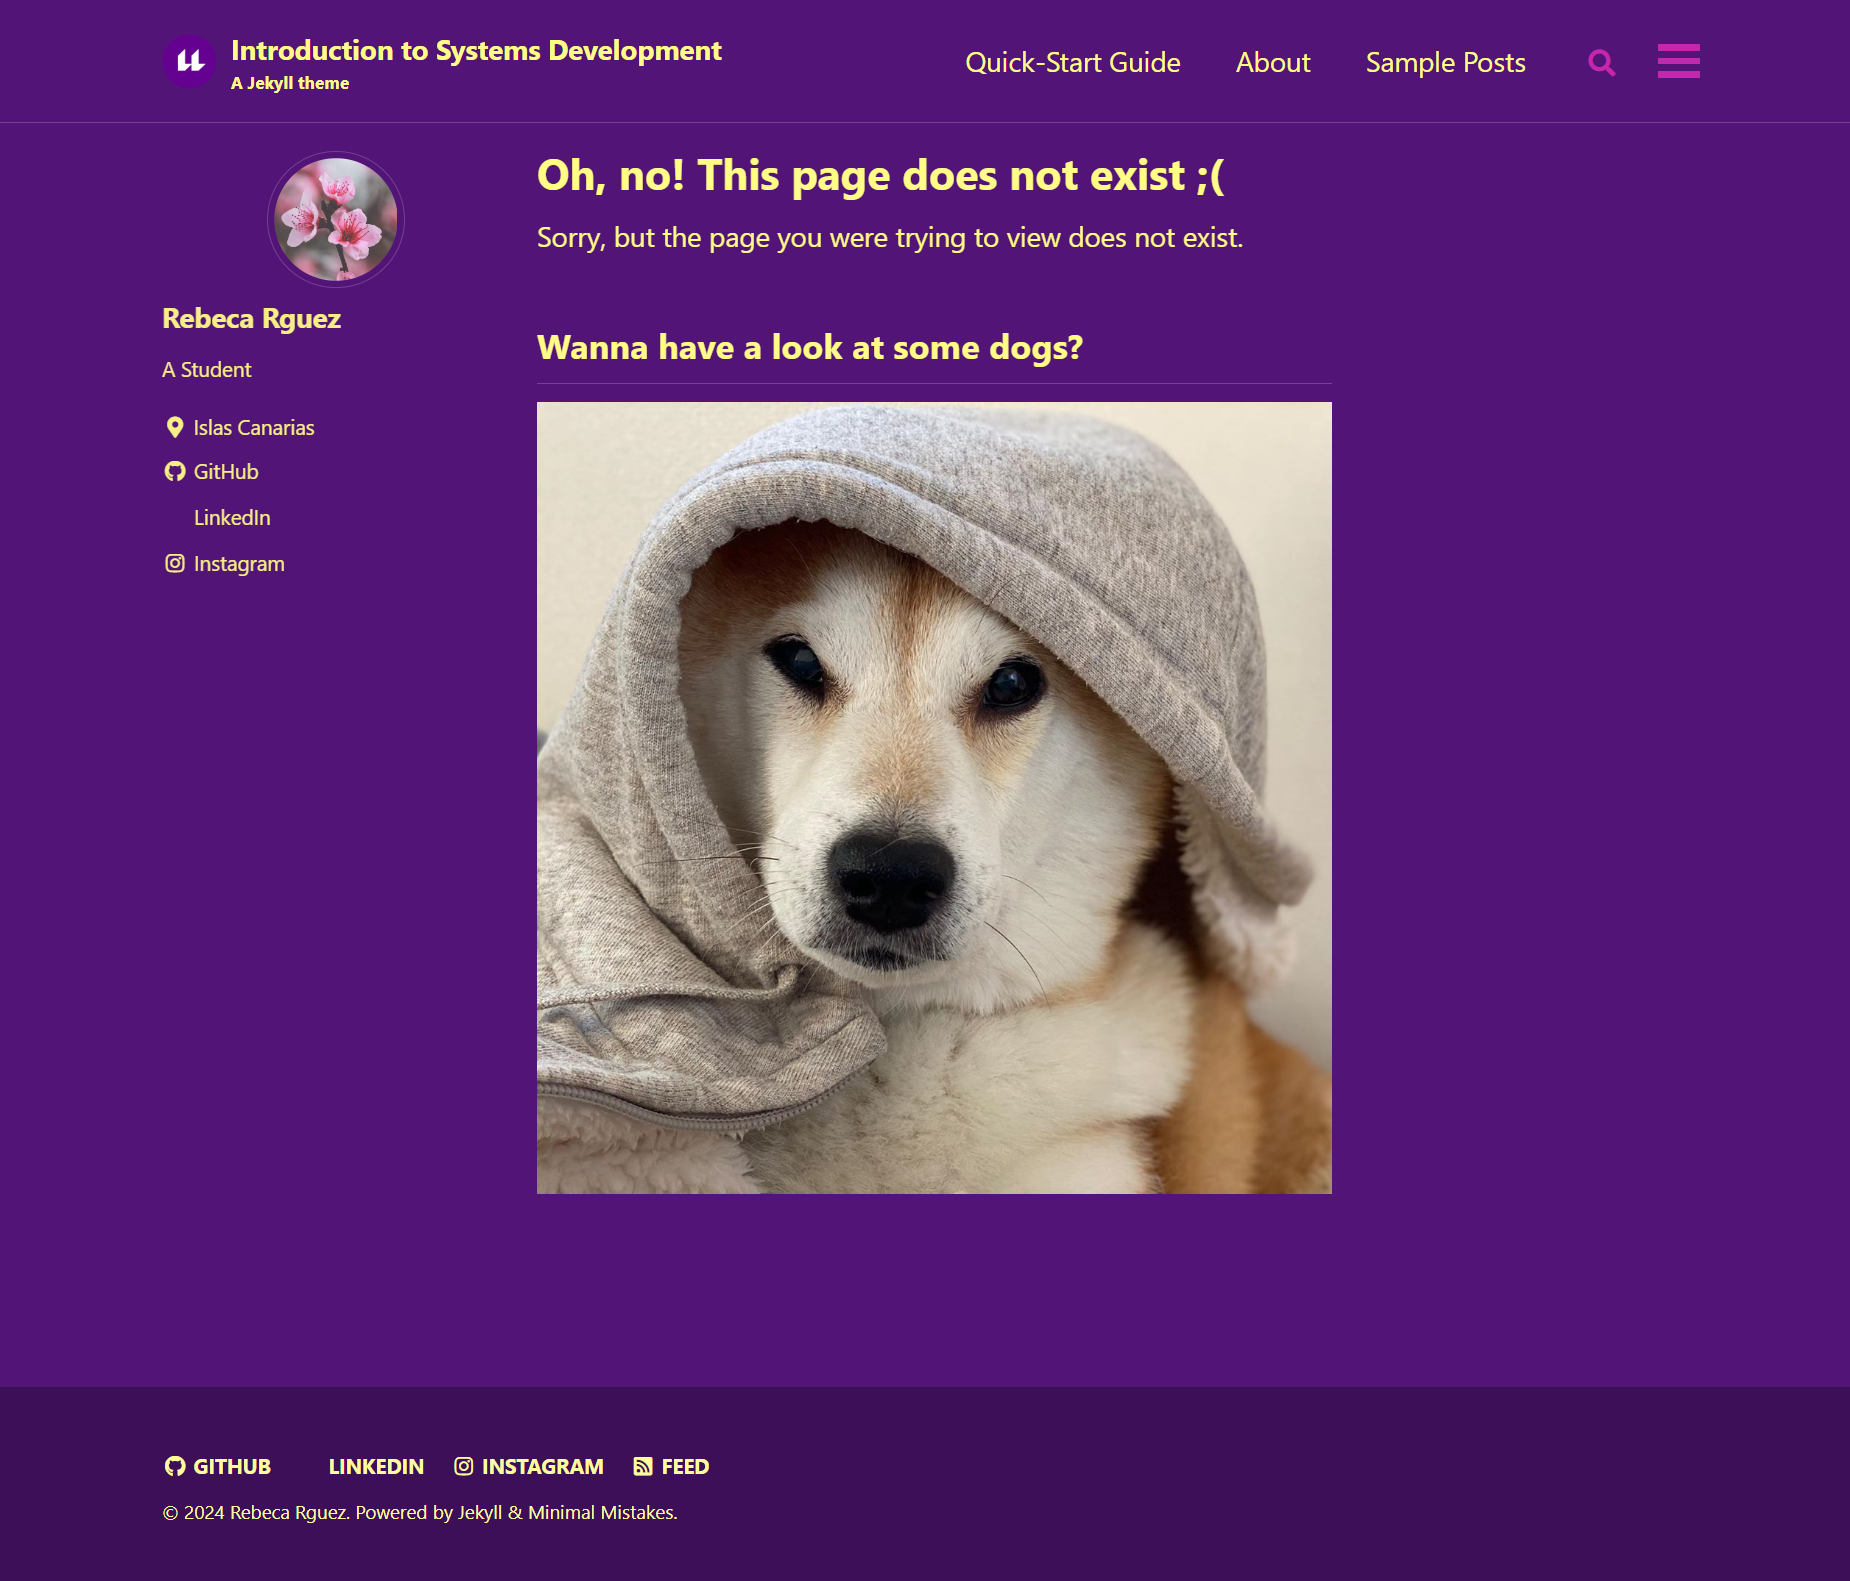 Introduction to Systems Development
A Jekyll theme
Quick-Start Guide
About
Sample Posts
Oh, no! This page does not exist ;(
Sorry, but the page you were trying to view does not exist.
Rebeca Rguez
A Student
Islas Canarias
GitHub
LinkedIn
Instagram
Wanna have a look at some dogs?
GITHUB LINKEDIN INSTAGRAM FEED
© 2024 Rebeca Rguez. Powered by Jekyll & Minimal Mistakes.